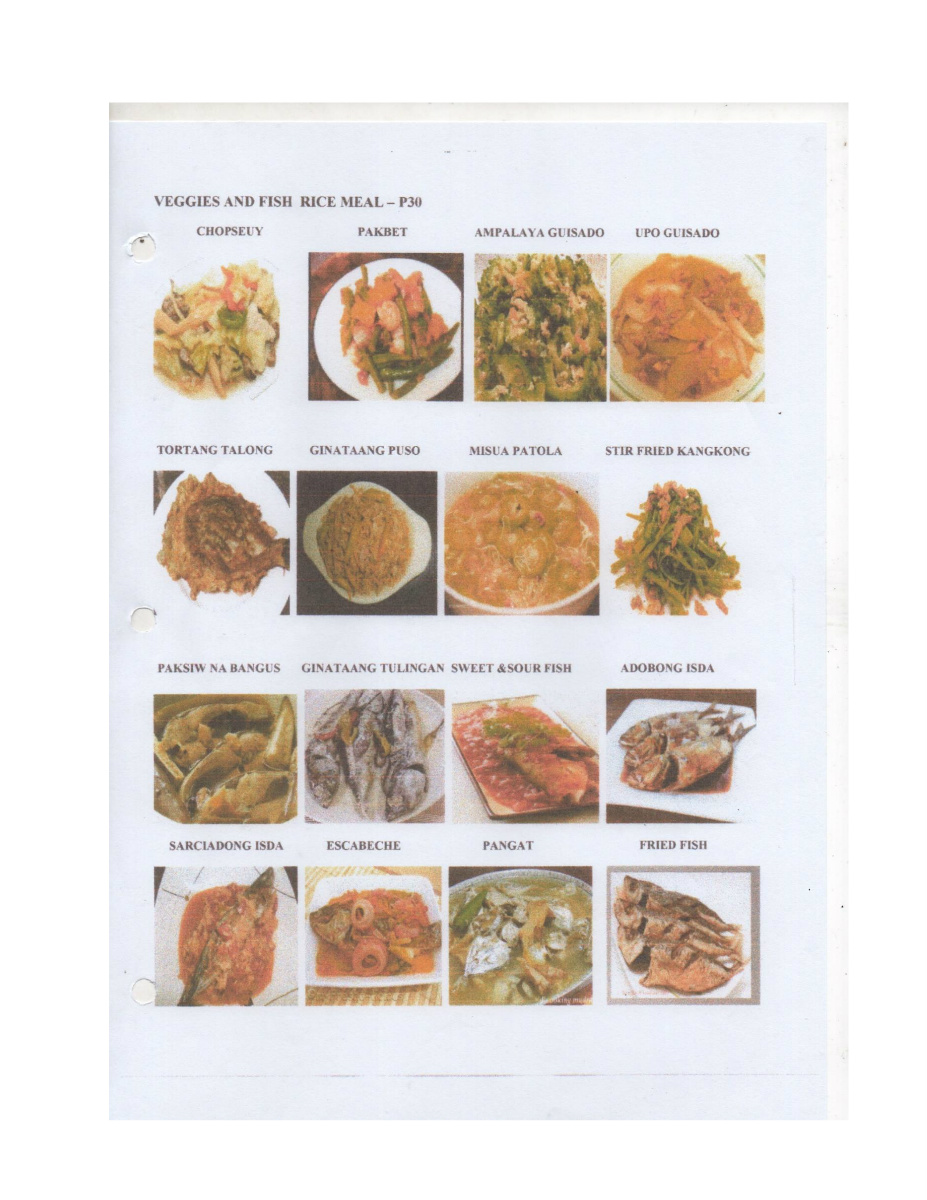 VEGGIES AND FISH RICE MEAL – P30
CHOPSEUY PAKBET AMPALAYA GUISADO UPO GUISADO
TORTANG TALONG GINATAANG PUSO MISUA PATOLA STIR FRIED KANGKONG
PAKSIW NA BANGUS GINATAANG TULINGAN SWEET &SOUR FISH ADOBONG ISDA
SARCIADONG ISDA ESCABECHE PANGAT FRIED FISH